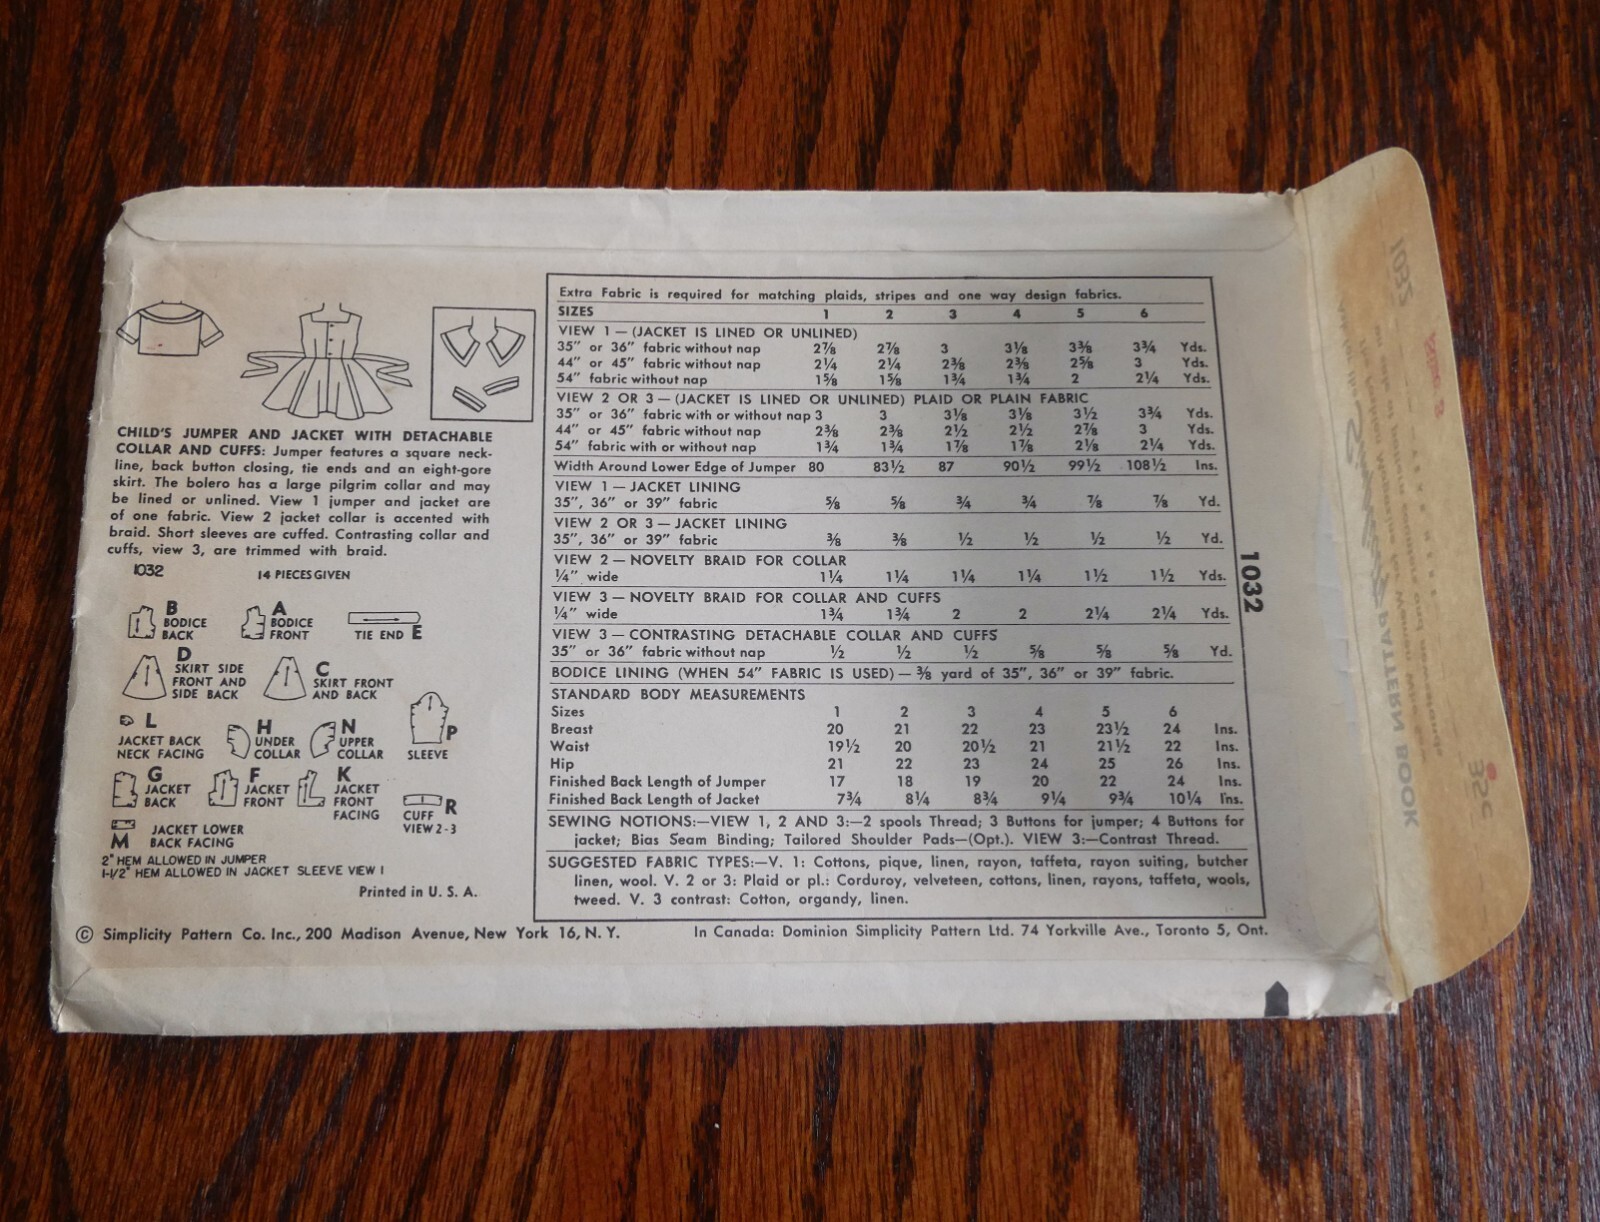 CHILD'S JUMPER AND JACKET WITH DETACHABLE
COLLAR AND CUFFS: Jumper features a square neck-
line, back button closing, tie ends and an eight-gore
skirt. The bolero has a large pilgrim collar and may
be lined or unlined. View 1 jumper and jacket are
of one fabric. View 2 jacket collar is accented with
braid. Short sleeves are cuffed. Contrasting collar and
cuffs, view 3, are trimmed with braid.
1032 14 PIECES GIVEN
B BODICE BACK
A BODICE FRONT
TIE END E
D SKIRT SIDE FRONT AND SIDE BACK
C SKIRT FRONT AND BACK
L JACKET BACK NECK FACING
H UNDER COLLAR
N UPPER COLLAR
P SLEEVE
G JACKET BACK
F JACKET FRONT
K JACKET FRONT FACING
R CUFF VIEW 2-3
M JACKET LOWER BACK FACING
2" HEM ALLOWED IN JUMPER
1-1/2" HEM ALLOWED IN JACKET SLEEVE VIEW 1
Printed in U. S. A.
Extra Fabric is required for matching plaids, stripes and one way design fabrics.
SIZES 1 2 3 4 5 6
VIEW 1 — (JACKET IS LINED OR UNLINED)
35" or 36" fabric without nap 2⅞ 2⅞ 3 3⅛ 3⅜ 3¾ Yds.
44" or 45" fabric without nap 2¼ 2¼ 2⅜ 2⅜ 2⅝ 3 Yds.
54" fabric without nap 1⅝ 1⅝ 1¾ 1¾ 2 2¼ Yds.
VIEW 2 OR 3 — (JACKET IS LINED OR UNLINED) PLAID OR PLAIN FABRIC
35" or 36" fabric with or without nap 3 3 3⅛ 3⅛ 3½ 3¾ Yds.
44" or 45" fabric without nap 2⅜ 2⅜ 2½ 2½ 2⅞ 3 Yds.
54" fabric with or without nap 1¾ 1¾ 1⅞ 1⅞ 2⅛ 2¼ Yds.
Width Around Lower Edge of Jumper 80 83½ 87 90½ 99½ 108½ Ins.
VIEW 1 — JACKET LINING
35", 36" or 39" fabric ⅝ ⅝ ¾ ¾ ⅞ ⅞ Yd.
VIEW 2 OR 3 — JACKET LINING
35", 36" or 39" fabric ⅜ ⅜ ½ ½ ½ ½ Yd.
VIEW 2 — NOVELTY BRAID FOR COLLAR
¼" wide 1¼ 1¼ 1¼ 1¼ 1½ 1½ Yds.
VIEW 3 — NOVELTY BRAID FOR COLLAR AND CUFFS
¼" wide 1¾ 1¾ 2 2 2¼ 2¼ Yds.
VIEW 3 — CONTRASTING DETACHABLE COLLAR AND CUFFS
35" or 36" fabric without nap ½ ½ ½ ⅝ ⅝ ⅝ Yd.
BODICE LINING (WHEN 54" FABRIC IS USED) — ⅜ yard of 35", 36" or 39" fabric.
STANDARD BODY MEASUREMENTS
Sizes 1 2 3 4 5 6
Breast 20 21 22 23 23½ 24 Ins.
Waist 19½ 20 20½ 21 21½ 22 Ins.
Hip 21 22 23 24 25 26 Ins.
Finished Back Length of Jumper 17 18 19 20 22 24 Ins.
Finished Back Length of Jacket 7¾ 8¼ 8¾ 9¼ 9¾ 10¼ Ins.
SEWING NOTIONS:—VIEW 1, 2 AND 3:—2 spools Thread; 3 Buttons for jumper; 4 Buttons for
jacket; Bias Seam Binding; Tailored Shoulder Pads—(Opt.). VIEW 3:—Contrast Thread.
SUGGESTED FABRIC TYPES:—V. 1: Cottons, pique, linen, rayon, taffeta, rayon suiting, butcher
linen, wool. V. 2 or 3: Plaid or pl.: Corduroy, velveteen, cottons, linen, rayons, taffeta, wools,
tweed. V. 3 contrast: Cotton, organdy, linen.
1032
© Simplicity Pattern Co. Inc., 200 Madison Avenue, New York 16, N. Y. In Canada: Dominion Simplicity Pattern Ltd. 74 Yorkville Ave., Toronto 5, Ont.
1032
PATTERN BOOK
35c